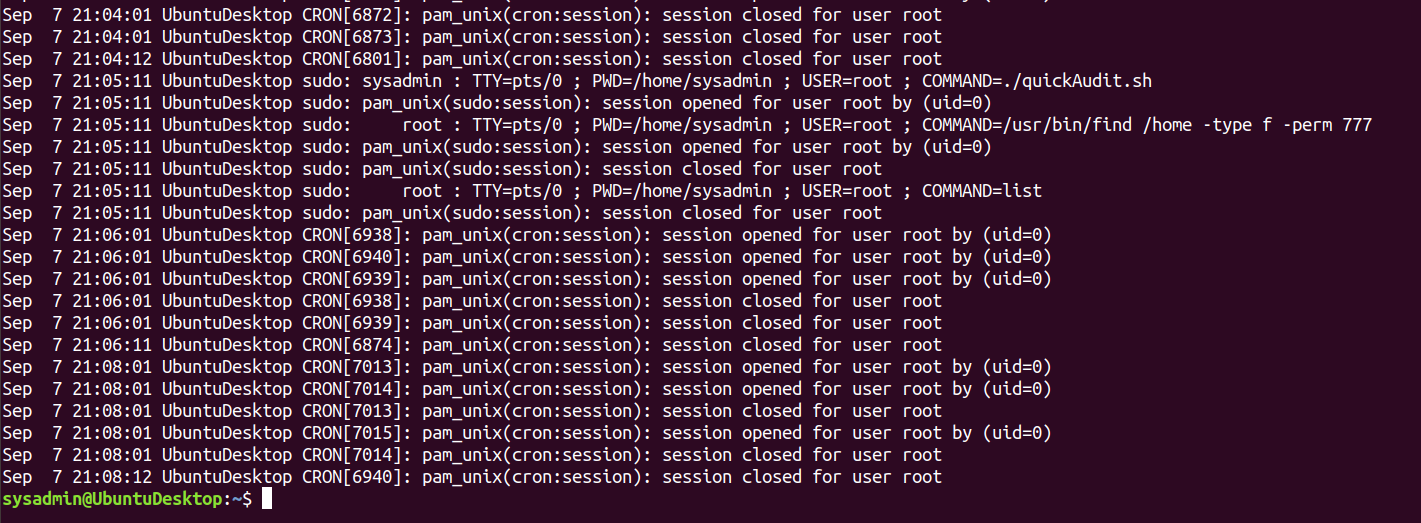 Sep  7 21:04:01 UbuntuDesktop CRON[6872]: pam_unix(cron:session): session closed for user root
Sep  7 21:04:01 UbuntuDesktop CRON[6873]: pam_unix(cron:session): session closed for user root
Sep  7 21:04:12 UbuntuDesktop CRON[6801]: pam_unix(cron:session): session closed for user root
Sep  7 21:05:11 UbuntuDesktop sudo: sysadmin : TTY=pts/0 ; PWD=/home/sysadmin ; USER=root ; COMMAND=./quickAudit.sh
Sep  7 21:05:11 UbuntuDesktop sudo: pam_unix(sudo:session): session opened for user root by (uid=0)
Sep  7 21:05:11 UbuntuDesktop sudo:     root : TTY=pts/0 ; PWD=/home/sysadmin ; USER=root ; COMMAND=/usr/bin/find /home -type f -perm 777
Sep  7 21:05:11 UbuntuDesktop sudo: pam_unix(sudo:session): session opened for user root by (uid=0)
Sep  7 21:05:11 UbuntuDesktop sudo: pam_unix(sudo:session): session closed for user root
Sep  7 21:05:11 UbuntuDesktop sudo:     root : TTY=pts/0 ; PWD=/home/sysadmin ; USER=root ; COMMAND=list
Sep  7 21:05:11 UbuntuDesktop sudo: pam_unix(sudo:session): session closed for user root
Sep  7 21:06:01 UbuntuDesktop CRON[6938]: pam_unix(cron:session): session opened for user root by (uid=0)
Sep  7 21:06:01 UbuntuDesktop CRON[6940]: pam_unix(cron:session): session opened for user root by (uid=0)
Sep  7 21:06:01 UbuntuDesktop CRON[6939]: pam_unix(cron:session): session opened for user root by (uid=0)
Sep  7 21:06:01 UbuntuDesktop CRON[6938]: pam_unix(cron:session): session closed for user root
Sep  7 21:06:01 UbuntuDesktop CRON[6939]: pam_unix(cron:session): session closed for user root
Sep  7 21:06:11 UbuntuDesktop CRON[6874]: pam_unix(cron:session): session closed for user root
Sep  7 21:08:01 UbuntuDesktop CRON[7013]: pam_unix(cron:session): session opened for user root by (uid=0)
Sep  7 21:08:01 UbuntuDesktop CRON[7014]: pam_unix(cron:session): session opened for user root by (uid=0)
Sep  7 21:08:01 UbuntuDesktop CRON[7013]: pam_unix(cron:session): session closed for user root
Sep  7 21:08:01 UbuntuDesktop CRON[7015]: pam_unix(cron:session): session opened for user root by (uid=0)
Sep  7 21:08:01 UbuntuDesktop CRON[7014]: pam_unix(cron:session): session closed for user root
Sep  7 21:08:12 UbuntuDesktop CRON[6940]: pam_unix(cron:session): session closed for user root
sysadmin@UbuntuDesktop:~$